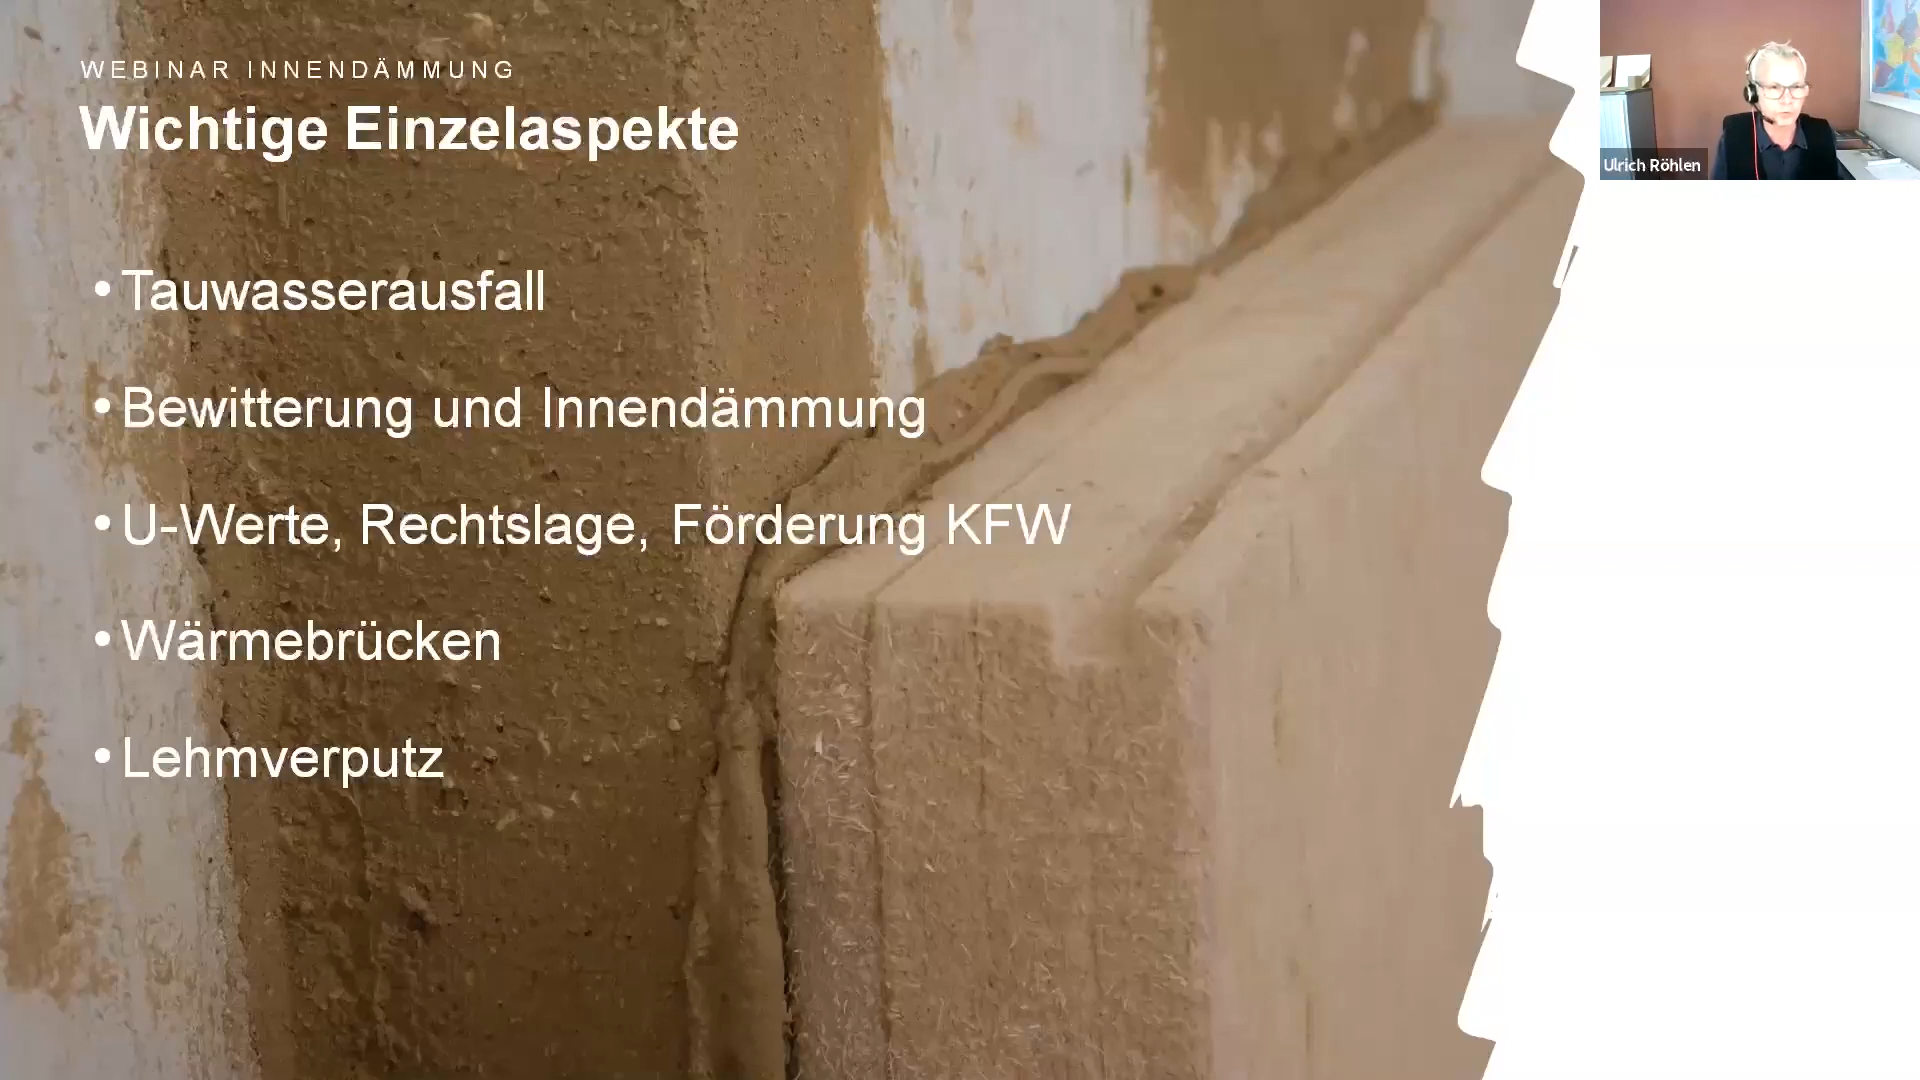 WEBINAR INNENDÄMMUNG
Wichtige Einzelaspekte
• Tauwasserausfall
• Bewitterung und Innendämmung
• U-Werte, Rechtslage, Förderung KFW
• Wärmebrücken
• Lehmverputz
Ulrich Röhlen